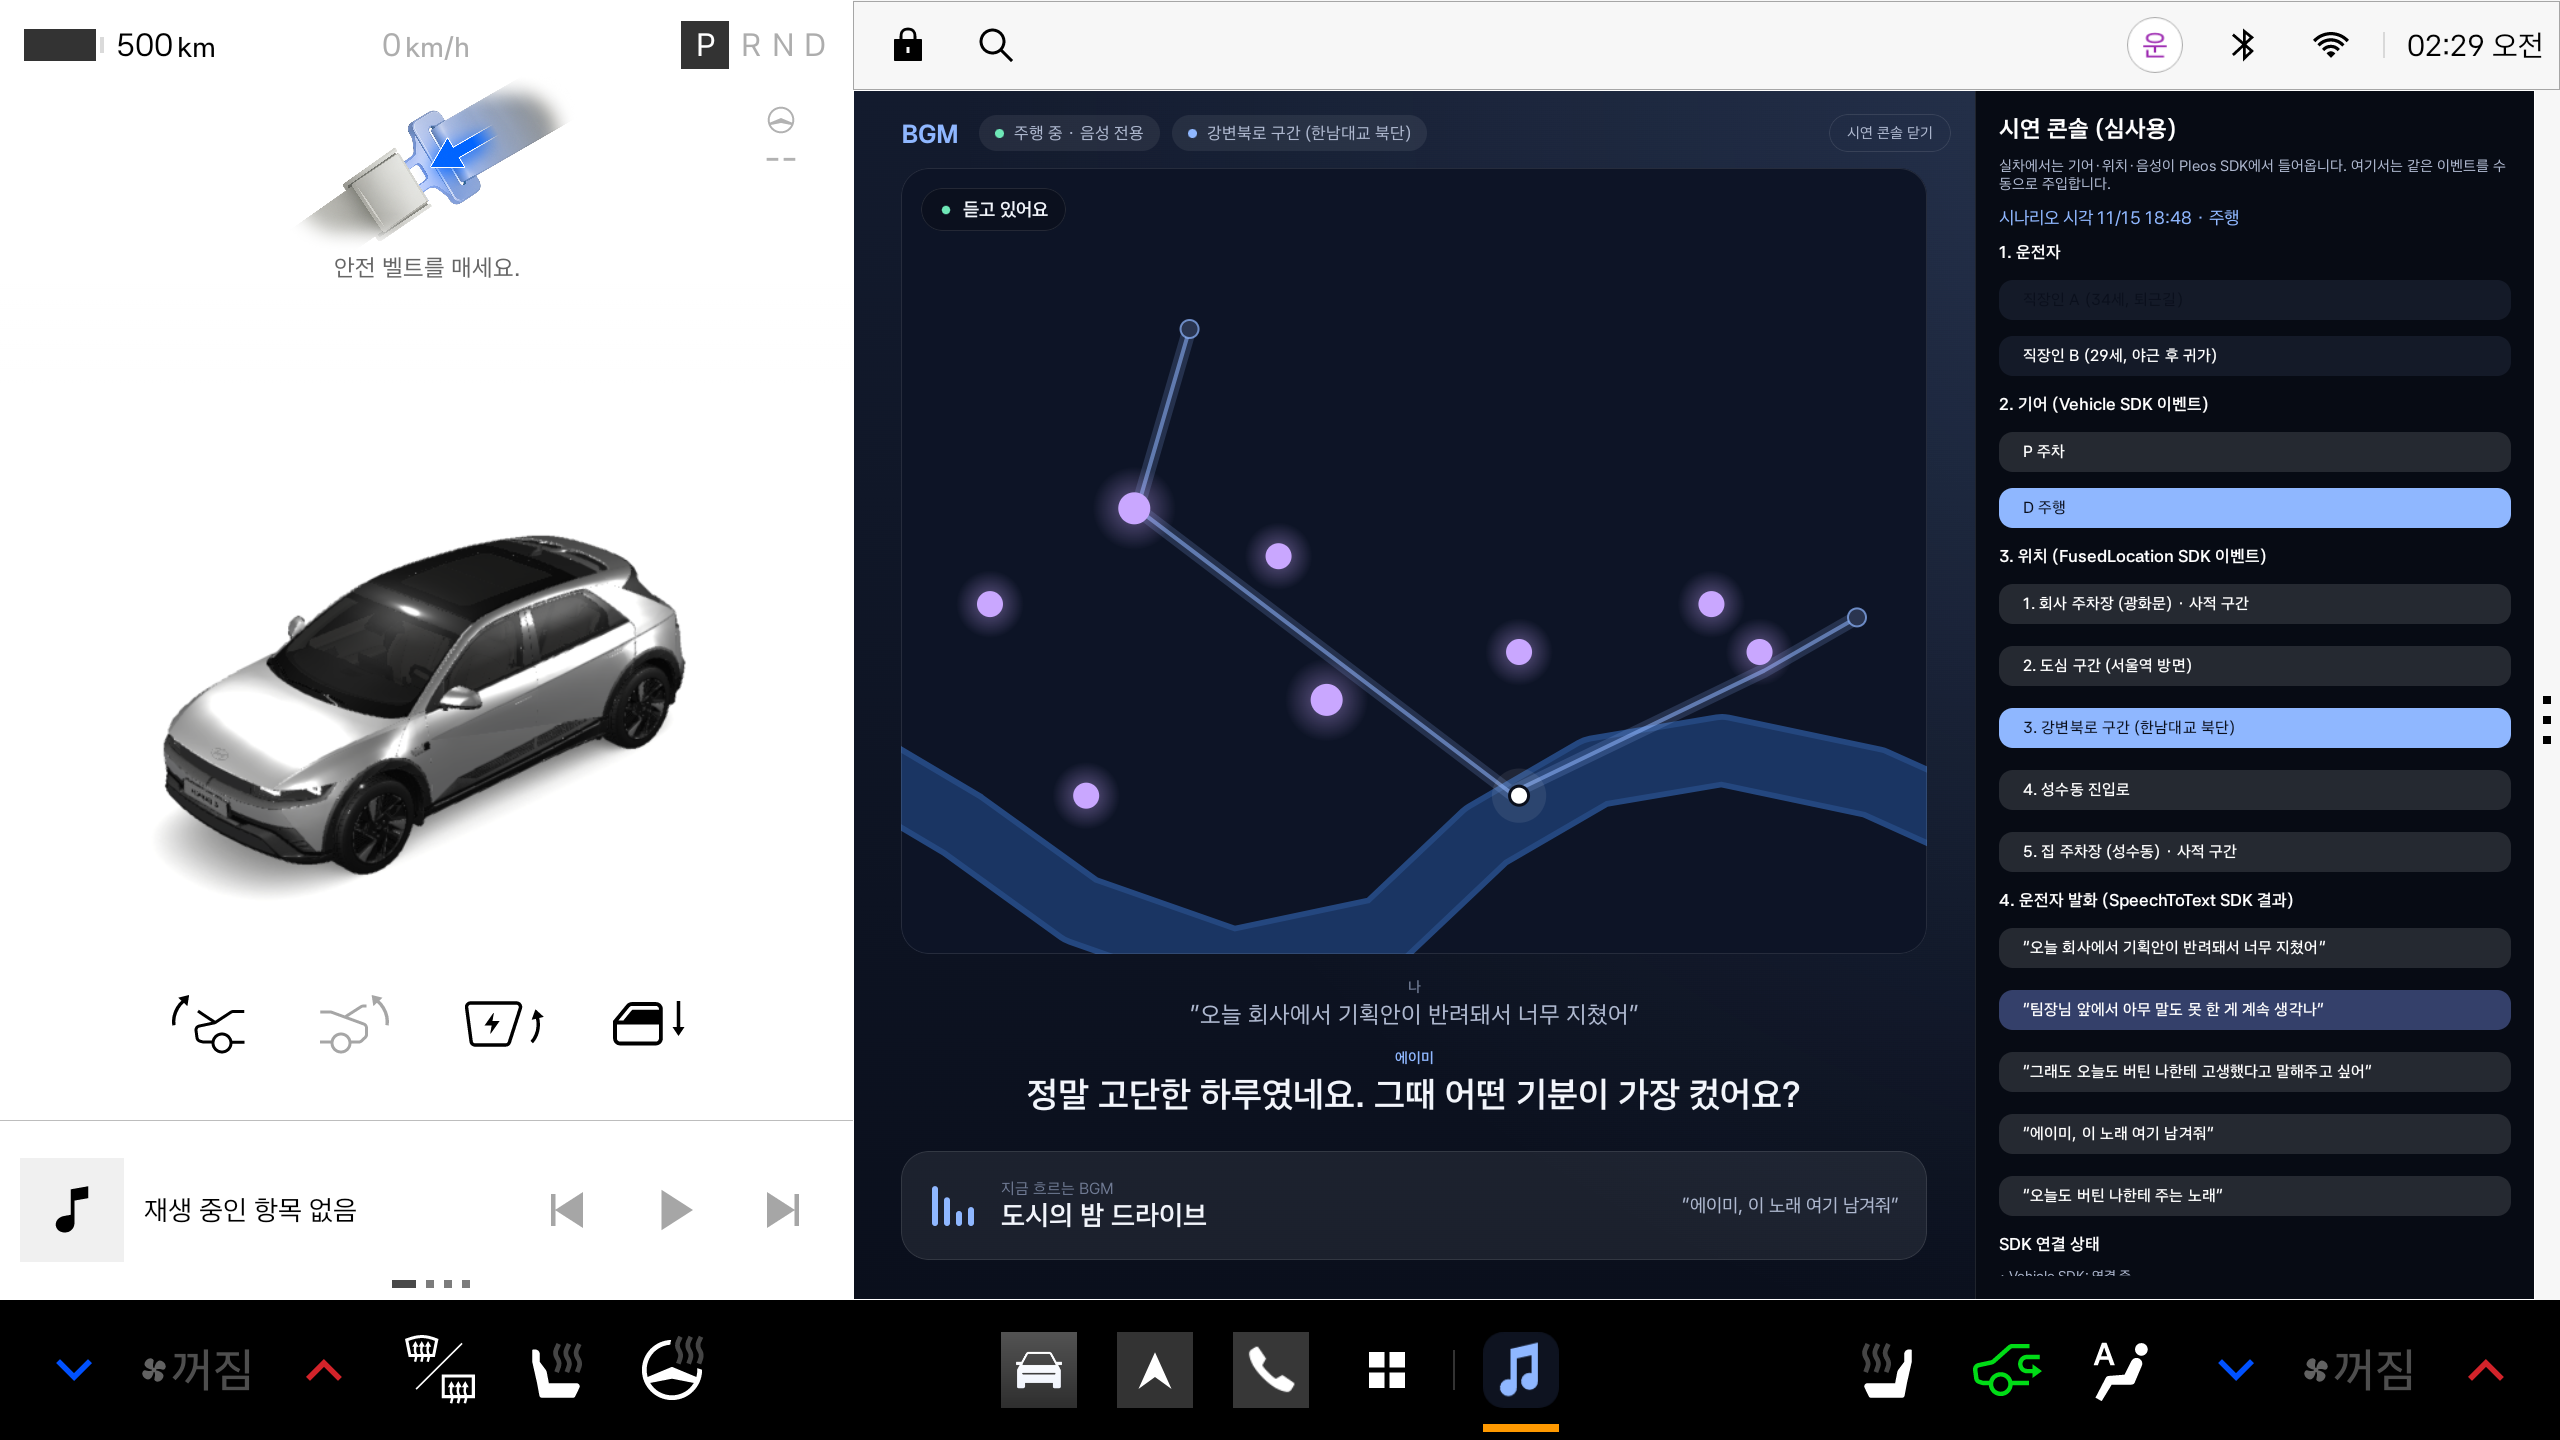 500 km
0 km/h
P R N D
안전 벨트를 매세요.
재생 중인 항목 없음
운
02:29 오전
BGM
주행 중 · 음성 전용
강변북로 구간 (한남대교 북단)
시연 콘솔 닫기
듣고 있어요
나
"오늘 회사에서 기획안이 반려돼서 너무 지쳤어"
에이미
정말 고단한 하루였네요. 그때 어떤 기분이 가장 컸어요?
지금 흐르는 BGM
도시의 밤 드라이브
"에이미, 이 노래 여기 남겨줘"
시연 콘솔 (심사용)
실차에서는 기어·위치·음성이 Pleos SDK에서 들어옵니다. 여기서는 같은 이벤트를 수
동으로 주입합니다.
시나리오 시각 11/15 18:48 · 주행
1. 운전자
직장인 A (34세, 퇴근길)
직장인 B (29세, 야근 후 귀가)
2. 기어 (Vehicle SDK 이벤트)
P 주차
D 주행
3. 위치 (FusedLocation SDK 이벤트)
1. 회사 주차장 (광화문) · 사적 구간
2. 도심 구간 (서울역 방면)
3. 강변북로 구간 (한남대교 북단)
4. 성수동 진입로
5. 집 주차장 (성수동) · 사적 구간
4. 운전자 발화 (SpeechToText SDK 결과)
"오늘 회사에서 기획안이 반려돼서 너무 지쳤어"
"팀장님 앞에서 아무 말도 못 한 게 계속 생각나"
"그래도 오늘도 버틴 나한테 고생했다고 말해주고 싶어"
"에이미, 이 노래 여기 남겨줘"
"오늘도 버틴 나한테 주는 노래"
SDK 연결 상태
꺼짐
A
꺼짐